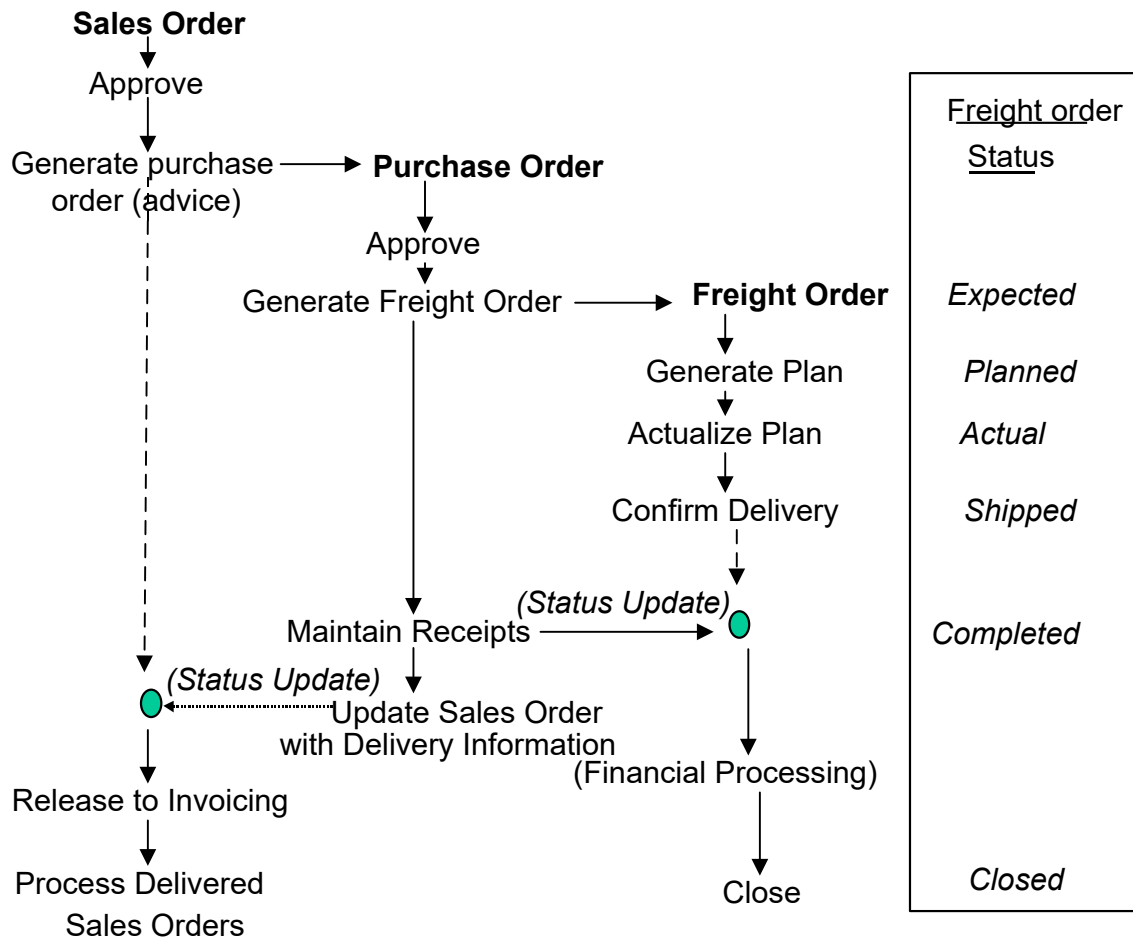 Sales Order
Approve
Generate purchase
order (advice)
Purchase Order
Approve
Generate Freight Order
Freight Order
Generate Plan
Actualize Plan
Confirm Delivery
(Status Update)
Maintain Receipts
(Status Update)
Update Sales Order
with Delivery Information
(Financial Processing)
Release to Invoicing
Process Delivered
Sales Orders
Close
Freight order
Status
Expected
Planned
Actual
Shipped
Completed
Closed